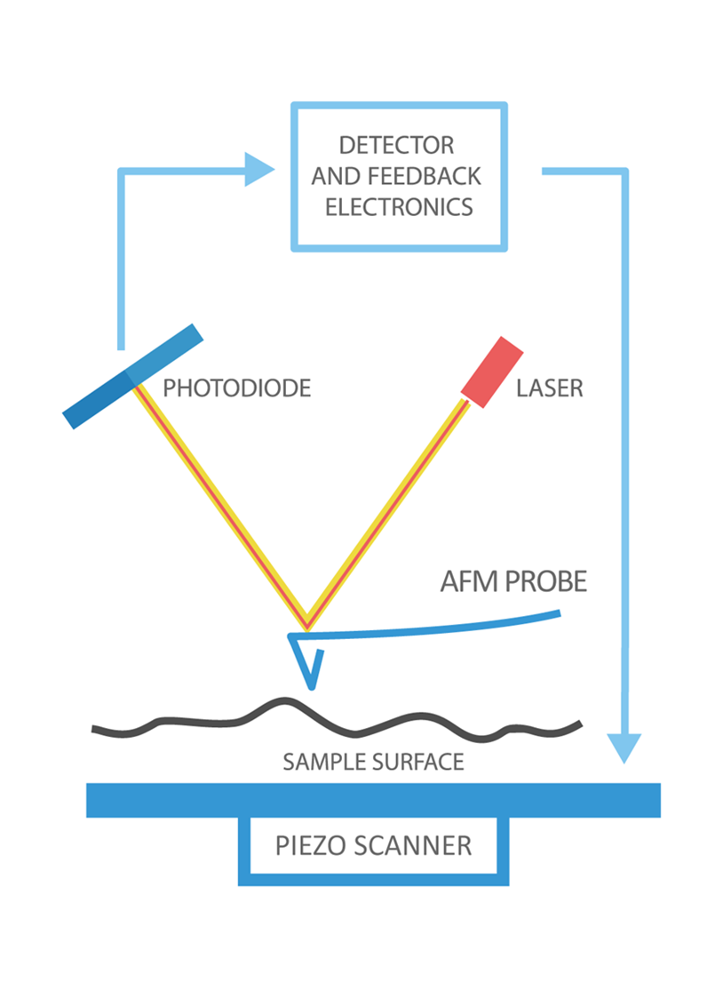 DETECTOR
AND FEEDBACK
ELECTRONICS
PHOTODIODE
LASER
AFM PROBE
SAMPLE SURFACE
PIEZO SCANNER